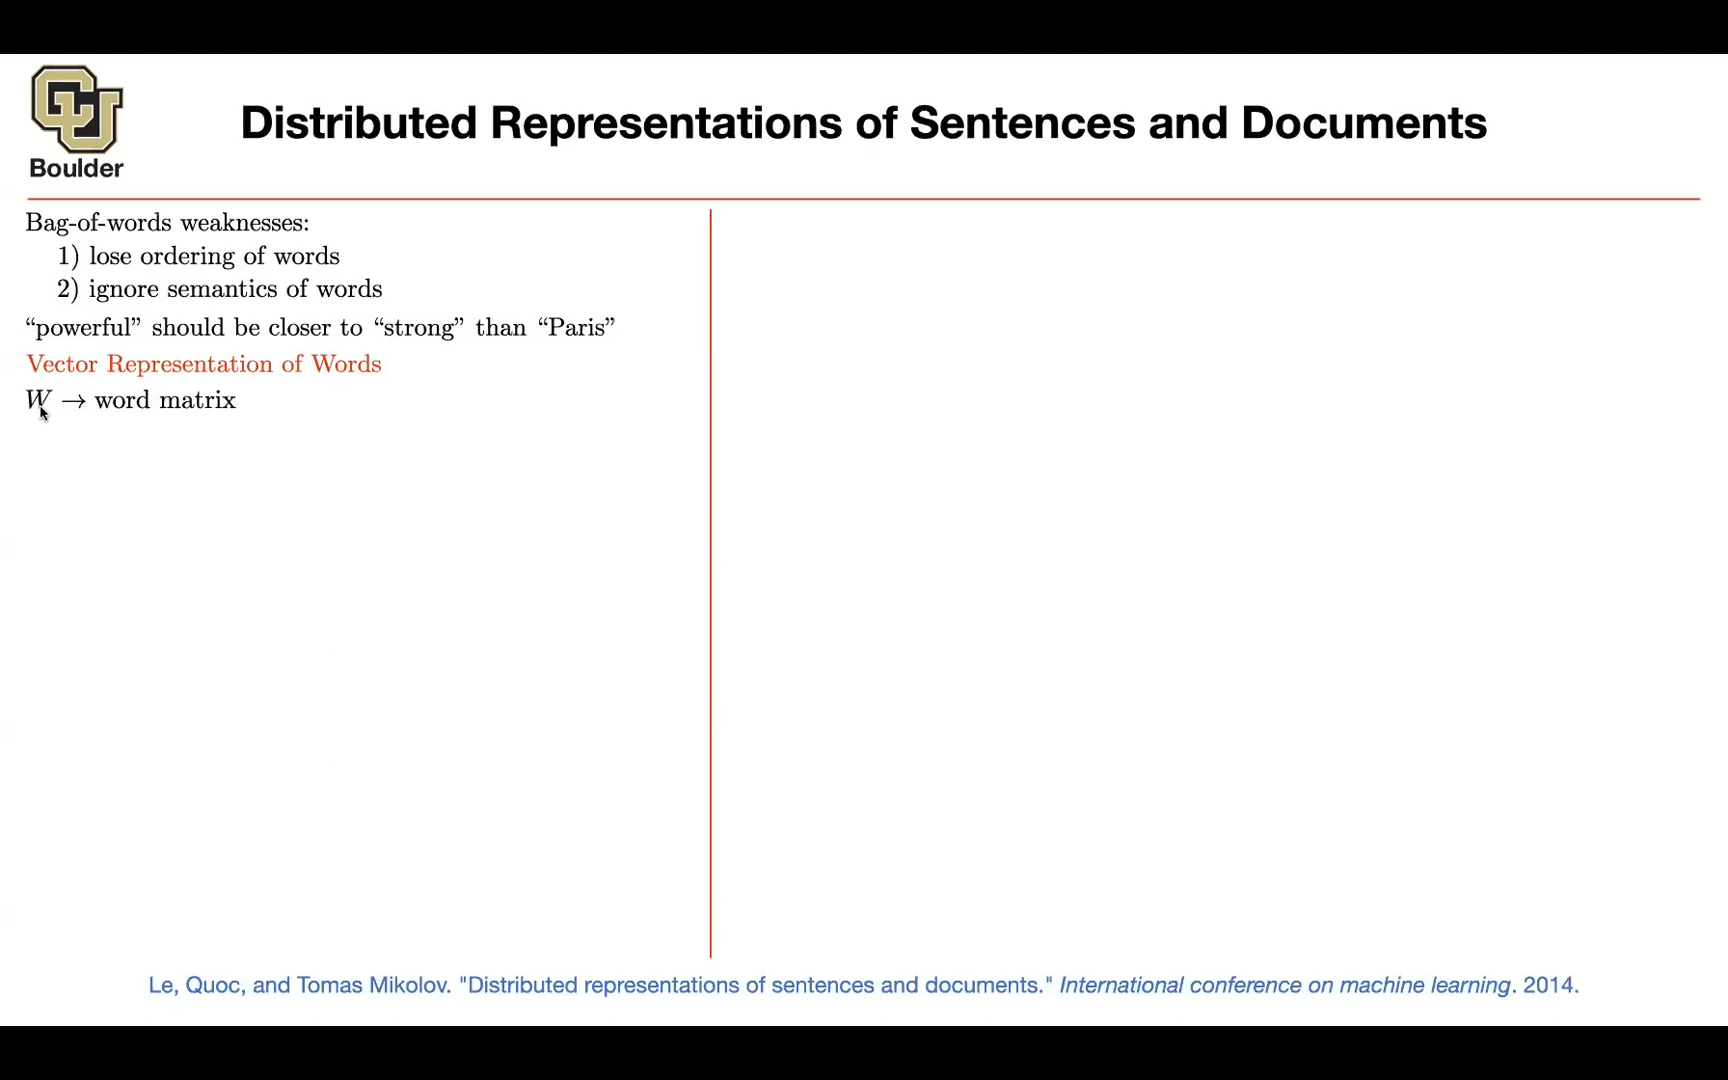 Boulder
Distributed Representations of Sentences and Documents
Bag-of-words weaknesses:
1) lose ordering of words
2) ignore semantics of words
“powerful” should be closer to “strong” than “Paris”
Vector Representation of Words
W → word matrix
Le, Quoc, and Tomas Mikolov. "Distributed representations of sentences and documents." International conference on machine learning. 2014.